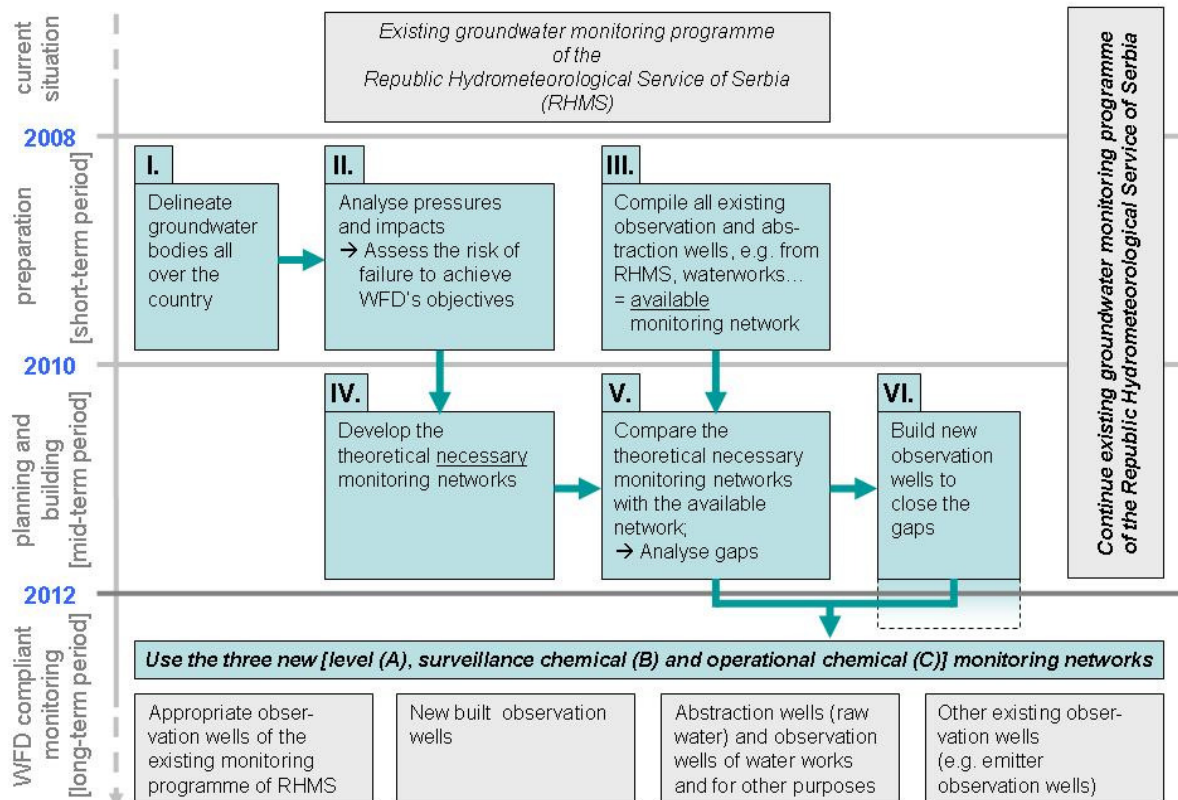 current
situation
Existing groundwater monitoring programme
of the
Republic Hydrometeorological Service of Serbia
(RHMS)
Continue existing groundwater monitoring programme
of the Republic Hydrometeorological Service of Serbia
2008
preparation
[short-term period]
I.
Delineate
groundwater
bodies all
over the
country
II.
Analyse pressures
and impacts
→ Assess the risk of
failure to achieve
WFD's objectives
III.
Compile all existing
observation and abs-
traction wells, e.g. from
RHMS, waterworks...
= available
monitoring network
2010
planning and
building
[mid-term period]
IV.
Develop the
theoretical necessary
monitoring networks
V.
Compare the
theoretical necessary
monitoring networks
with the available
network;
→ Analyse gaps
VI.
Build new
observation
wells to
close the
gaps
2012
WFD compliant
monitoring
[long-term period]
Use the three new [level (A), surveillance chemical (B) and operational chemical (C)] monitoring networks
Appropriate obser-
vation wells of the
existing monitoring
programme of RHMS
New built observation
wells
Abstraction wells (raw
water) and observation
wells of water works
and for other purposes
Other existing obser-
vation wells
(e.g. emitter
observation wells)